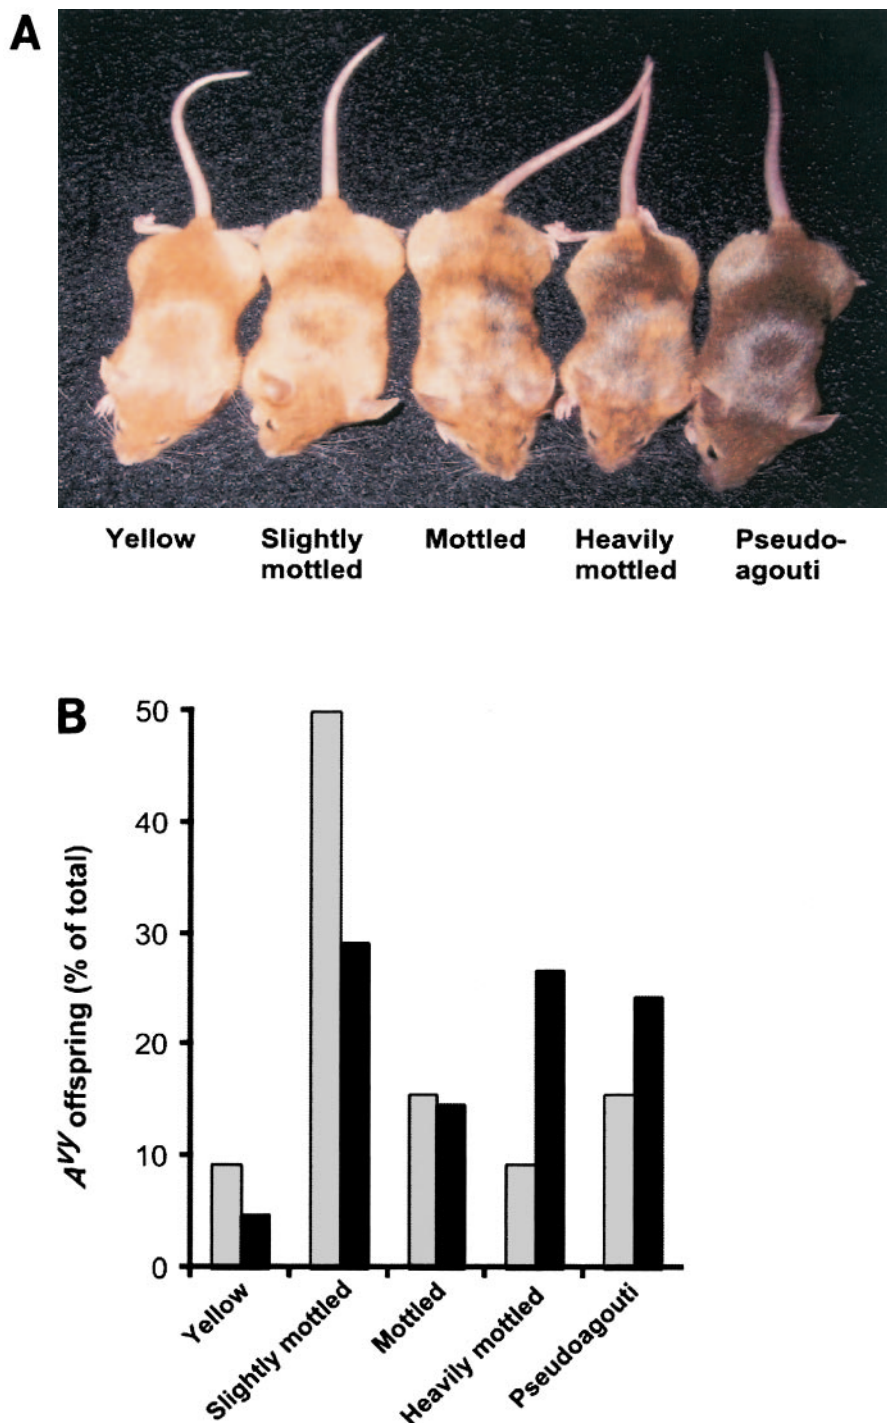 A
Yellow
Slightly mottled
Mottled
Heavily mottled
Pseudo-agouti
B
50
40
30
20
10
0
A^vy offspring (% of total)
Yellow
Slightly mottled
Mottled
Heavily mottled
Pseudoagouti